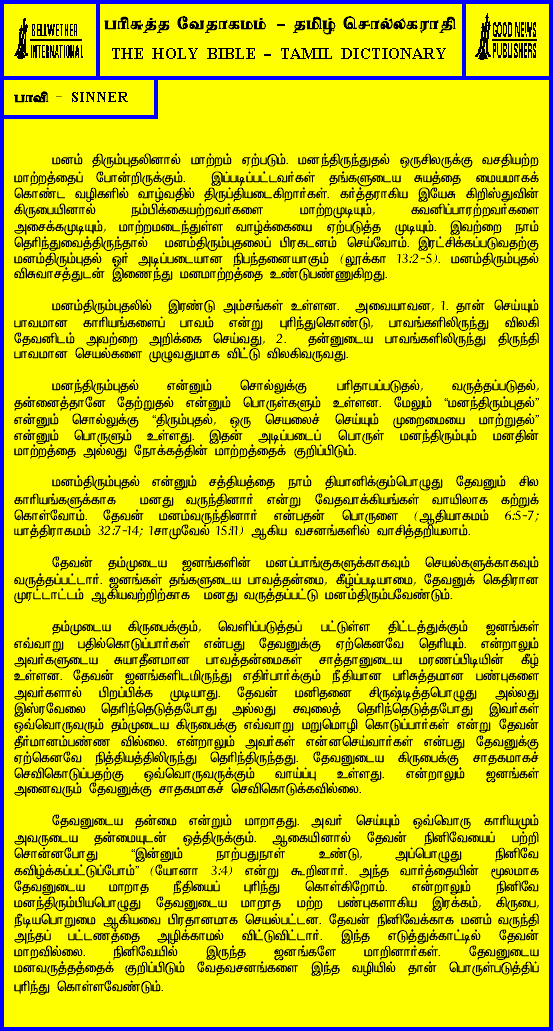 BELLWETHER
INTERNATIONAL
பரிசுத்த வேதாகமம் - தமிழ் சொல்லகராதி
THE HOLY BIBLE - TAMIL DICTIONARY
GOOD NEWS
PUBLISHERS
பாவி - SINNER
மனம் திரும்புதலினால் மாற்றம் ஏற்படும். மனந்திருந்துதல் ஒருசிலருக்கு வசதியற்ற
மாற்றத்தைப் போன்றிருக்கும். இப்படிப்பட்டவர்கள் தங்களுடைய சுயத்தை மையமாகக்
கொண்ட வழிகளில் வாழ்வதில் திருப்தியடைகிறார்கள். கர்த்தராகிய இயேசு கிறிஸ்துவின்
கிருபையினால் நம்பிக்கையற்றவர்களை மாற்றமுடியும், கவனிப்பாரற்றவர்களை
அசைக்கமுடியும், மாற்றமடைந்துள்ள வாழ்க்கையை ஏற்படுத்த முடியும். இவற்றை நாம்
தெரிந்துவைத்திருந்தால் மனம்திரும்புதலைப் பிரகடனம் செய்வோம். இரட்சிக்கப்படுவதற்கு
மனம்திரும்புதல் ஓர் அடிப்படையான நிபந்தனையாகும் (லூக்கா 13:2-5). மனம்திரும்புதல்
விசுவாசத்துடன் இணைந்து மனமாற்றத்தை உண்டுபண்ணுகிறது.
மனம்திரும்புதலில் இரண்டு அம்சங்கள் உள்ளன. அவையாவன, 1. தான் செய்யும்
பாவமான காரியங்களைப் பாவம் என்று புரிந்துகொண்டு, பாவங்களிலிருந்து விலகி
தேவனிடம் அவற்றை அறிக்கை செய்வது, 2. தன்னுடைய பாவங்களிலிருந்து திருந்தி
பாவமான செயல்களை முழுவதுமாக விட்டு விலகிவருவது.
மனந்திரும்புதல் என்னும் சொல்லுக்கு பரிதாபப்படுதல், வருத்தப்படுதல்,
தன்னைத்தானே தேற்றுதல் என்னும் பொருள்களும் உள்ளன. மேலும் "மனந்திரும்புதல்"
என்னும் சொல்லுக்கு "திரும்புதல், ஒரு செயலைச் செய்யும் முறைமையை மாற்றுதல்"
என்னும் பொருளும் உள்ளது. இதன் அடிப்படைப் பொருள் மனந்திரும்பும் மனதின்
மாற்றத்தை அல்லது நோக்கத்தின் மாற்றத்தைக் குறிப்பிடும்.
மனம்திரும்புதல் என்னும் சத்தியத்தை நாம் தியானிக்கும்பொழுது தேவனும் சில
காரியங்களுக்காக மனது வருந்தினார் என்று வேதவாக்கியங்கள் வாயிலாக கற்றுக்
கொள்வோம். தேவன் மனம்வருந்தினார் என்பதன் பொருளை (ஆதியாகமம் 6:5-7;
யாத்திராகமம் 32:7-14; 1சாமுவேல் 15:11) ஆகிய வசனங்களில் வாசித்தறியலாம்.
தேவன் தம்முடைய ஜனங்களின் மனப்பாங்குகளுக்காகவும் செயல்களுக்காகவும்
வருத்தப்பட்டார். ஜனங்கள் தங்களுடைய பாவத்தன்மை, கீழ்ப்படியாமை, தேவனுக் கெதிரான
முரட்டாட்டம் ஆகியவற்றிற்காக மனது வருத்தப்பட்டு மனம்திரும்பவேண்டும்.
தம்முடைய கிருபைக்கும், வெளிப்படுத்தப் பட்டுள்ள திட்டத்துக்கும் ஜனங்கள்
எவ்வாறு பதில்கொடுப்பார்கள் என்பது தேவனுக்கு ஏற்கெனவே தெரியும். என்றாலும்
அவர்களுடைய சுயாதீனமான பாவத்தன்மைகள் சாத்தானுடைய மரணப்பிடியின் கீழ்
உள்ளன. தேவன் ஜனங்களிடமிருந்து எதிர்பார்க்கும் நீதியான பரிசுத்தமான பண்புகளை
அவர்களால் பிறப்பிக்க முடியாது. தேவன் மனிதனை சிருஷ்டித்தபொழுது அல்லது
இஸ்ரவேலை தெரிந்தெடுத்தபோது அல்லது சவுலைத் தெரிந்தெடுத்தபோது இவர்கள்
ஒவ்வொருவரும் தம்முடைய கிருபைக்கு எவ்வாறு மறுமொழி கொடுப்பார்கள் என்று தேவன்
தீர்மானம்பண்ண வில்லை. என்றாலும் அவர்கள் என்னசெய்வார்கள் என்பது தேவனுக்கு
ஏற்கெனவே நித்தியத்திலிருந்து தெரிந்திருந்தது. தேவனுடைய கிருபைக்கு சாதகமாகச்
செவிகொடுப்பதற்கு ஒவ்வொருவருக்கும் வாய்ப்பு உள்ளது. என்றாலும் ஜனங்கள்
அனைவரும் தேவனுக்கு சாதகமாகச் செவிகொடுக்கவில்லை.
தேவனுடைய தன்மை என்றும் மாறாதது. அவர் செய்யும் ஒவ்வொரு காரியமும்
அவருடைய தன்மையுடன் ஒத்திருக்கும். ஆகையினால் தேவன் நினிவேயைப் பற்றி
சொன்னபோது "இன்னும் நாற்பதுநாள் உண்டு, அப்பொழுது நினிவே
கவிழ்க்கப்பட்டுப்போம்" (யோனா 3:4) என்று கூறினார். அந்த வார்த்தையின் மூலமாக
தேவனுடைய மாறாத நீதியைப் புரிந்து கொள்கிறோம். என்றாலும் நினிவே
மனந்திரும்பியபொழுது தேவனுடைய மாறாத மற்ற பண்புகளாகிய இரக்கம், கிருபை,
நீடியபொறுமை ஆகியவை பிரதானமாக செயல்பட்டன. தேவன் நினிவேக்காக மனம் வருந்தி
அந்தப் பட்டணத்தை அழிக்காமல் விட்டுவிட்டார். இந்த எடுத்துக்காட்டில் தேவன்
மாறவில்லை. நினிவேயில் இருந்த ஜனங்களே மாறினார்கள். தேவனுடைய
மனவருத்தத்தைக் குறிப்பிடும் வேதவசனங்களை இந்த வழியில் தான் பொருள்படுத்திப்
புரிந்து கொள்ளவேண்டும்.